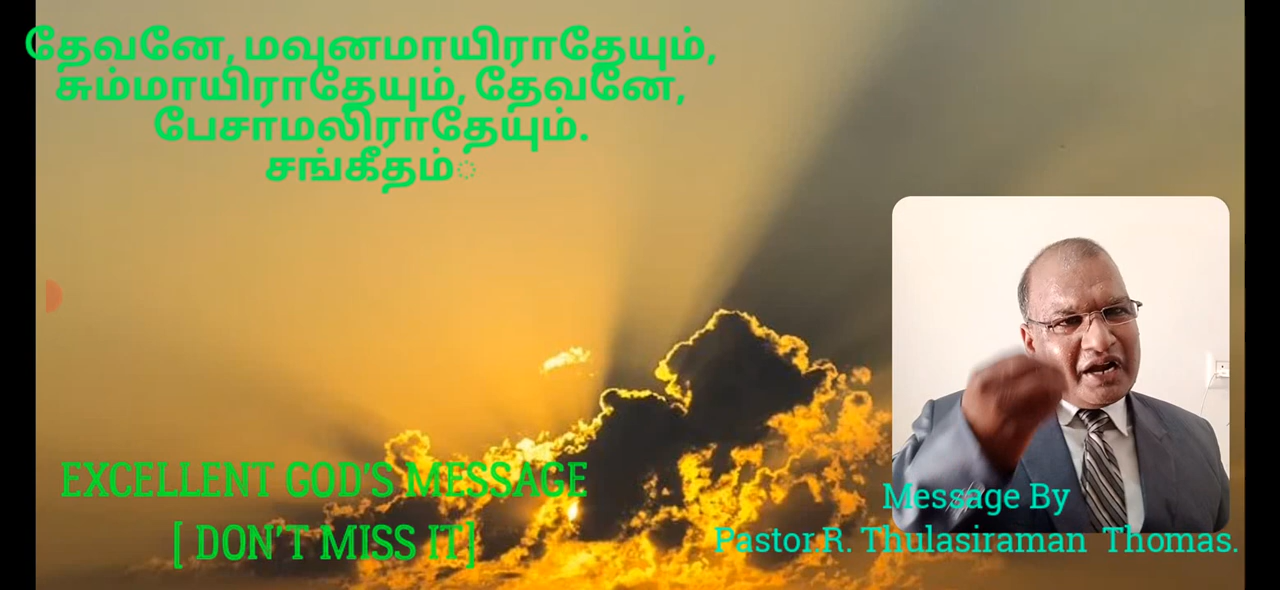 தேவனே, மவுனமாயிராதேயும்,
சும்மாயிராதேயும், தேவனே,
பேசாமலிராதேயும்.
சங்கீதம்
EXCELLENT GOD'S MESSAGE
[ DON'T MISS IT]
Message By
Pastor.R. Thulasiraman Thomas.